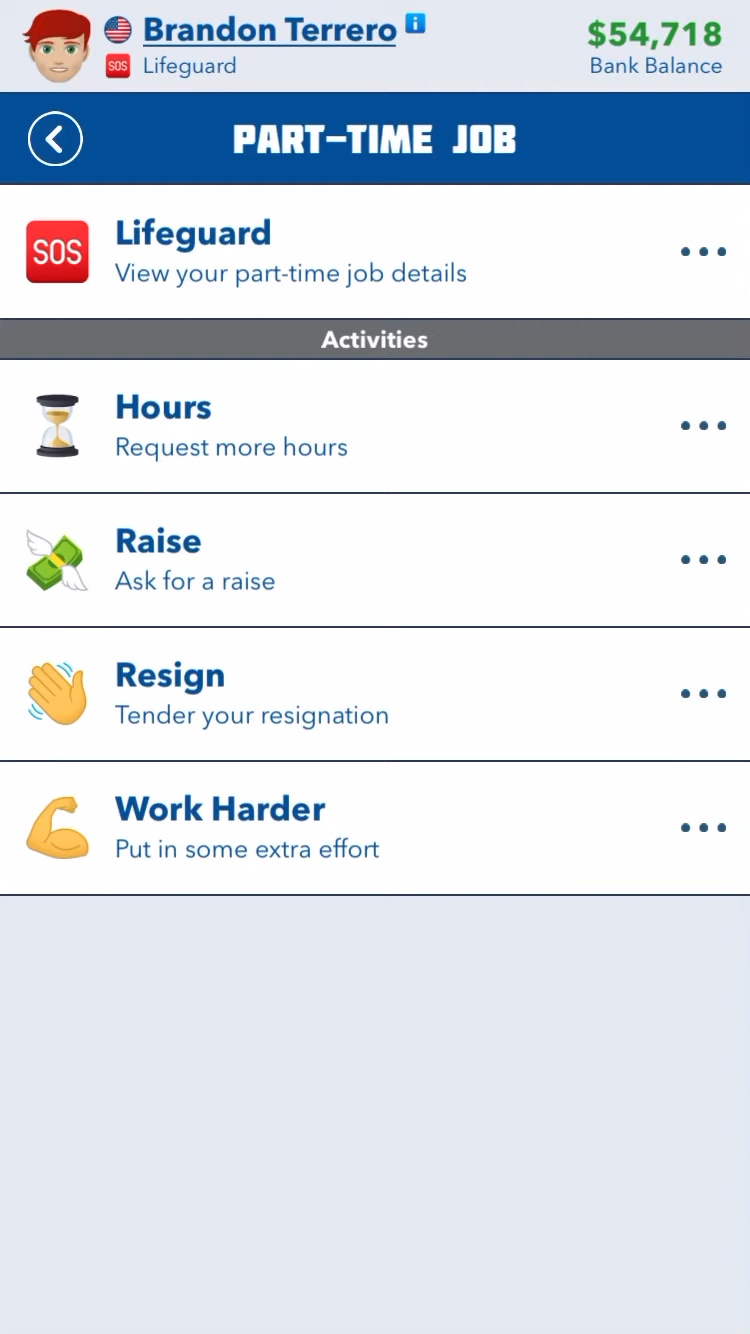 Brandon Terrero
$54,718
SOS Lifeguard
Bank Balance
PART-TIME JOB
SOS
Lifeguard
View your part-time job details
Activities
Hours
Request more hours
Raise
Ask for a raise
Resign
Tender your resignation
Work Harder
Put in some extra effort